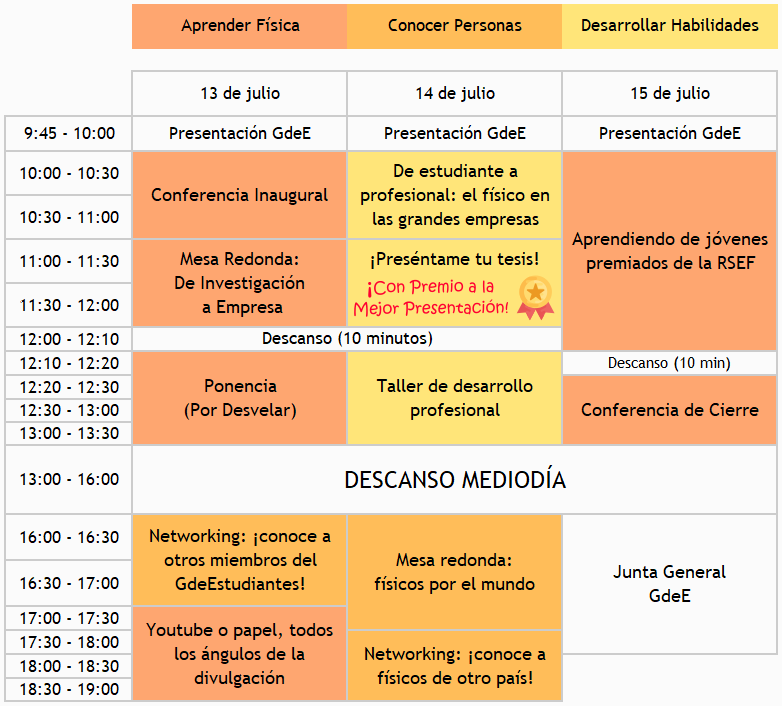 Aprender Física
Conocer Personas
Desarrollar Habilidades
13 de julio
14 de julio
15 de julio
9:45 - 10:00
Presentación GdeE
Presentación GdeE
Presentación GdeE
10:00 - 10:30
10:30 - 11:00
Conferencia Inaugural
De estudiante a
profesional: el físico en
las grandes empresas
Aprendiendo de jóvenes
premiados de la RSEF
11:00 - 11:30
11:30 - 12:00
Mesa Redonda:
De Investigación
a Empresa
¡Preséntame tu tesis!
¡Con Premio a la
Mejor Presentación!
12:00 - 12:10
Descanso (10 minutos)
12:10 - 12:20
Descanso (10 min)
12:20 - 12:30
12:30 - 13:00
13:00 - 13:30
Ponencia
(Por Desvelar)
Taller de desarrollo
profesional
Conferencia de Cierre
13:00 - 16:00
DESCANSO MEDIODÍA
16:00 - 16:30
16:30 - 17:00
Networking: ¡conoce a
otros miembros del
GdeEstudiantes!
Mesa redonda:
físicos por el mundo
Junta General
GdeE
17:00 - 17:30
17:30 - 18:00
18:00 - 18:30
18:30 - 19:00
Youtube o papel, todos
los ángulos de la
divulgación
Networking: ¡conoce a
físicos de otro país!